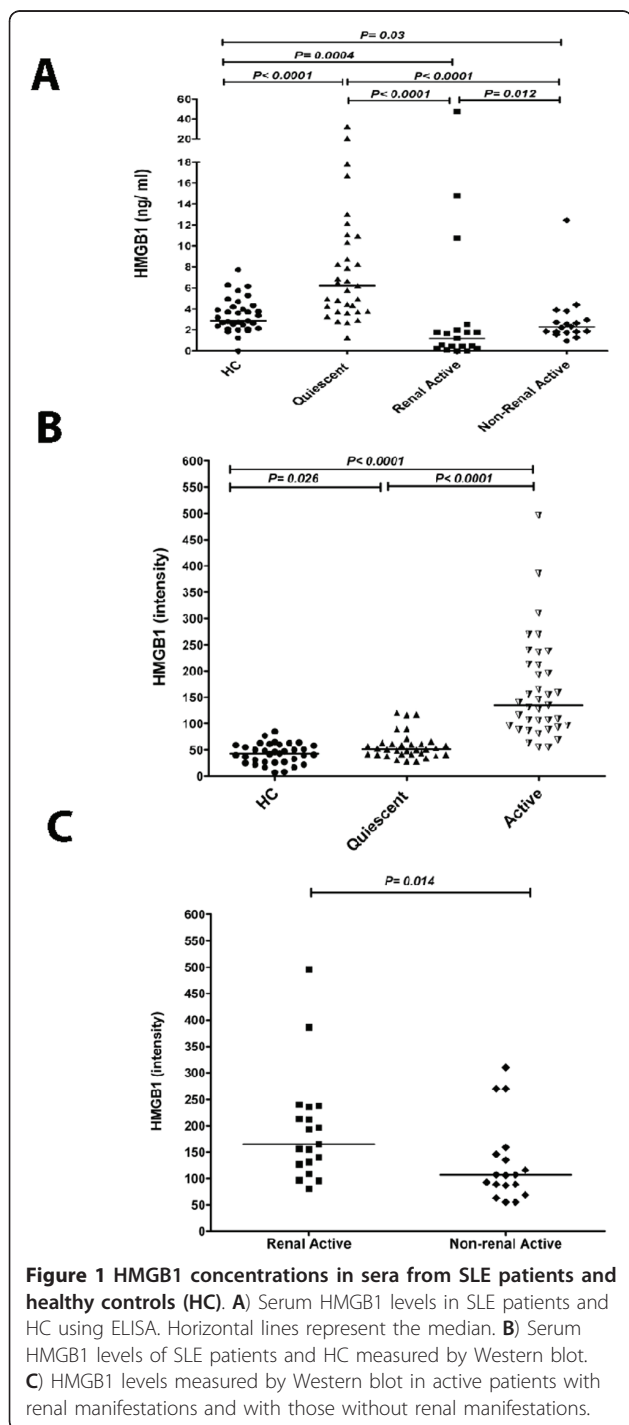 A
P= 0.03
P= 0.0004
P< 0.0001
P< 0.0001
P< 0.0001
P= 0.012
HMGB1 (ng/ ml)
60
40
20
18
16
14
12
10
8
6
4
2
0
HC
Quiescent
Renal Active
Non-Renal Active
B
P< 0.0001
P= 0.026
P< 0.0001
HMGB1 (intensity)
600
550
500
450
400
350
300
250
200
150
100
50
0
HC
Quiescent
Active
C
P= 0.014
HMGB1 (intensity)
600
550
500
450
400
350
300
250
200
150
100
50
0
Renal Active
Non-renal Active
Figure 1 HMGB1 concentrations in sera from SLE patients and
healthy controls (HC). A) Serum HMGB1 levels in SLE patients and
HC using ELISA. Horizontal lines represent the median. B) Serum
HMGB1 levels of SLE patients and HC measured by Western blot.
C) HMGB1 levels measured by Western blot in active patients with
renal manifestations and with those without renal manifestations.